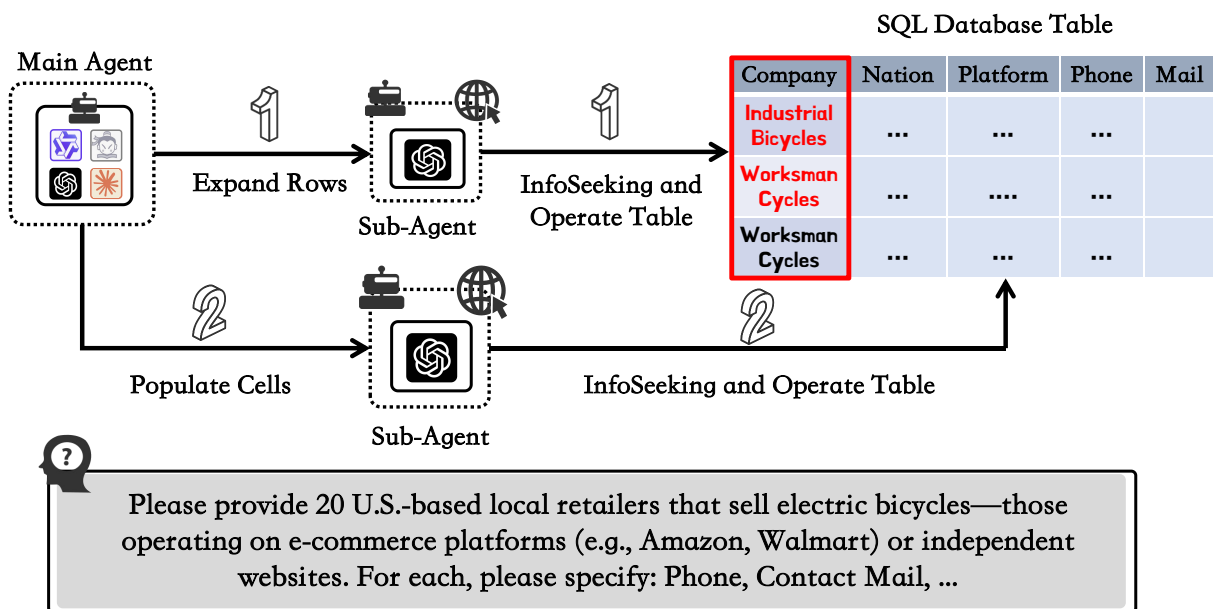 SQL Database Table
Main Agent
Company Nation Platform Phone Mail
1
1
Industrial
Bicycles
... ... ...
Expand Rows
InfoSeeking and
Operate Table
Worksman
Cycles
... .... ...
Sub-Agent
Worksman
Cycles
... ... ...
2
2
Populate Cells
InfoSeeking and Operate Table
Sub-Agent
?
Please provide 20 U.S.-based local retailers that sell electric bicycles—those
operating on e-commerce platforms (e.g., Amazon, Walmart) or independent
websites. For each, please specify: Phone, Contact Mail, ...